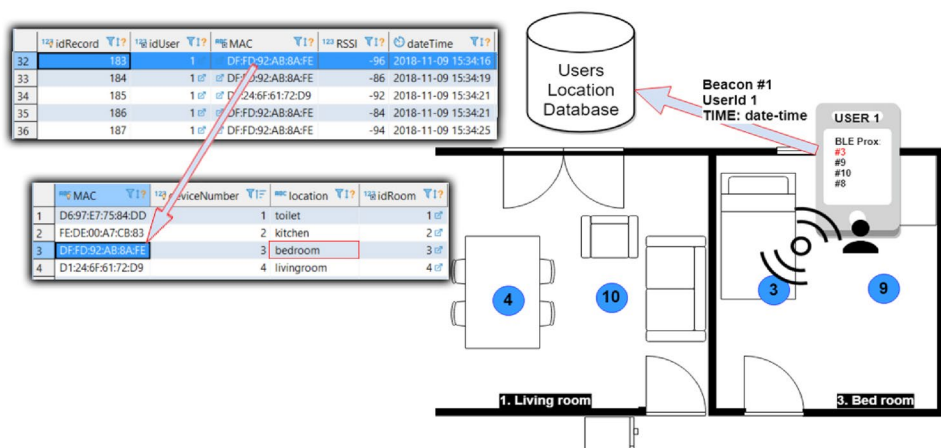 idRecord idUser MAC RSSI dateTime
32 183 1 DF:FD:92:AB:8A:FE -96 2018-11-09 15:34:16
33 184 1 DF:FD:92:AB:8A:FE -86 2018-11-09 15:34:19
34 185 1 24:6F:61:72:D9 -92 2018-11-09 15:34:21
35 186 1 DF:FD:92:AB:8A:FE -84 2018-11-09 15:34:21
36 187 1 DF:FD:92:AB:8A:FE -94 2018-11-09 15:34:25
MAC deviceNumber location idRoom
1 D6:97:E7:75:84:DD 1 toilet 1
2 FE:DE:00:A7:CB:83 2 kitchen 2
3 DF:FD:92:AB:8A:FE 3 bedroom 3
4 D1:24:6F:61:72:D9 4 livingroom 4
Users
Location
Database
Beacon #1
UserId 1
TIME: date-time
USER 1
BLE Prox:
#3
#9
#10
#8
4
10
3
9
1. Living room
3. Bed room